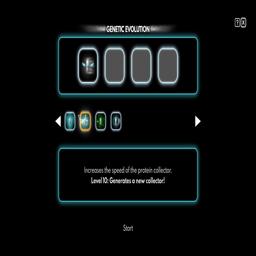 GENETIC EVOLUTION
Increases the speed of the protein collector.
Level 10: Generates a new collector!
Start